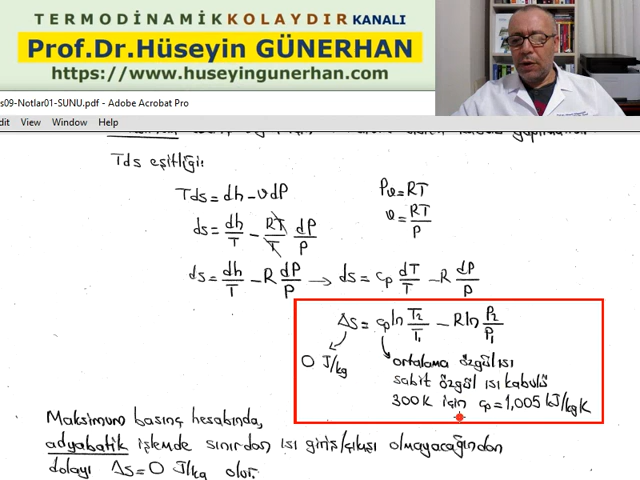 TERMODİNAMİKKOLAYDIR KANALI
Prof.Dr.Hüseyin GÜNERHAN
https://www.huseyingunerhan.com
s09-Notlar01-SUNU.pdf - Adobe Acrobat Pro
dit View Window Help
Tds eşitliği:
Tds = dh - υdP Pυ = RT
ds = dh/T - RT/T dP/P υ = RT/P
ds = dh/T - R dP/P → ds = cp dT/T - R dP/P
Δs = cp ln T2/T1 - R ln P2/P1
0 J/kg ortalama özgül ısı
sabit özgül ısı kabulü
300 K için cp = 1,005 kJ/kgK
Maksimum basınç hesabında,
adyabatik işlemde sınırdan ısı giriş/çıkışı olmayacağından
dolayı Δs = 0 J/kg olur.